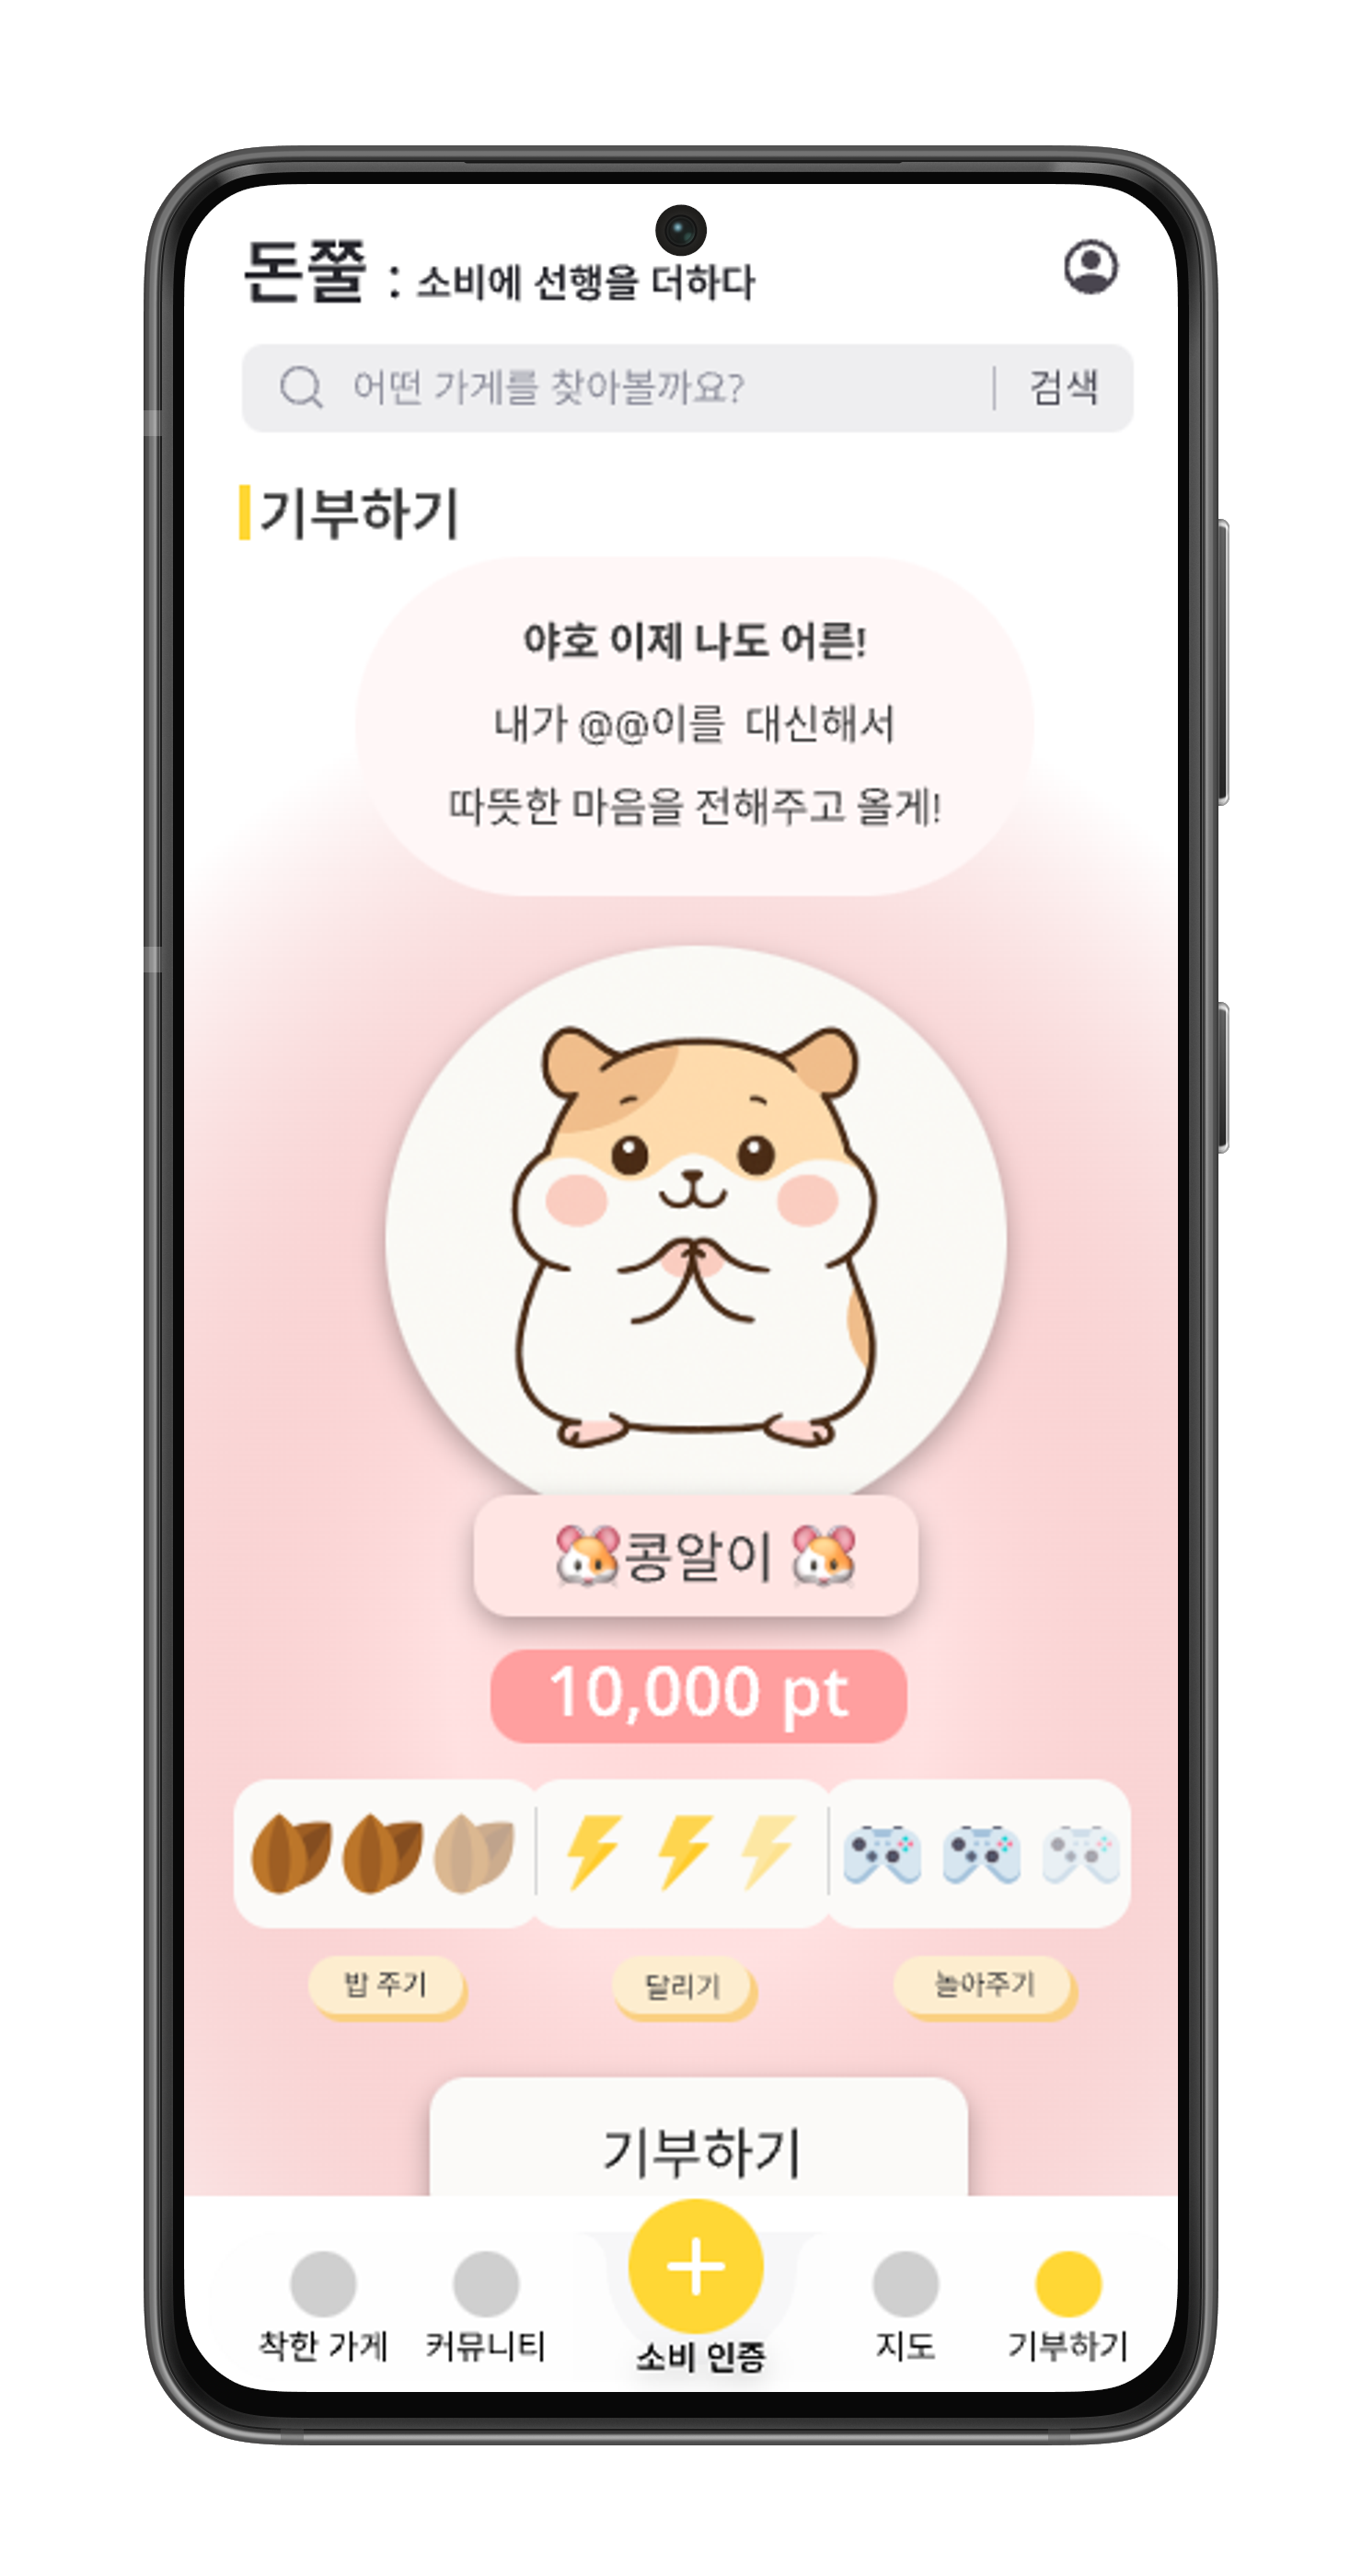 돈쭐 : 소비에 선행을 더하다
어떤 가게를 찾아볼까요? 검색
기부하기
야호 이제 나도 어른!
내가 @@이를 대신해서
따뜻한 마음을 전해주고 올게!
🐹콩알이 🐹
10,000 pt
밥 주기 달리기 놀아주기
기부하기
착한 가게 커뮤니티 소비 인증 지도 기부하기